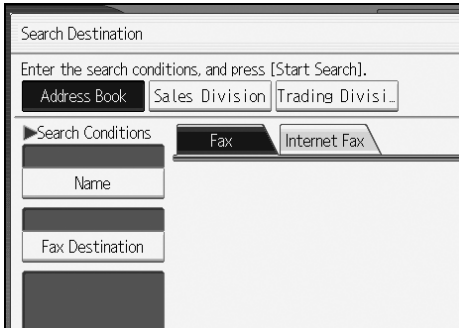 Search Destination
Enter the search conditions, and press [Start Search].
Address Book Sales Division Trading Divisi…
▶Search Conditions Fax Internet Fax
Name
Fax Destination